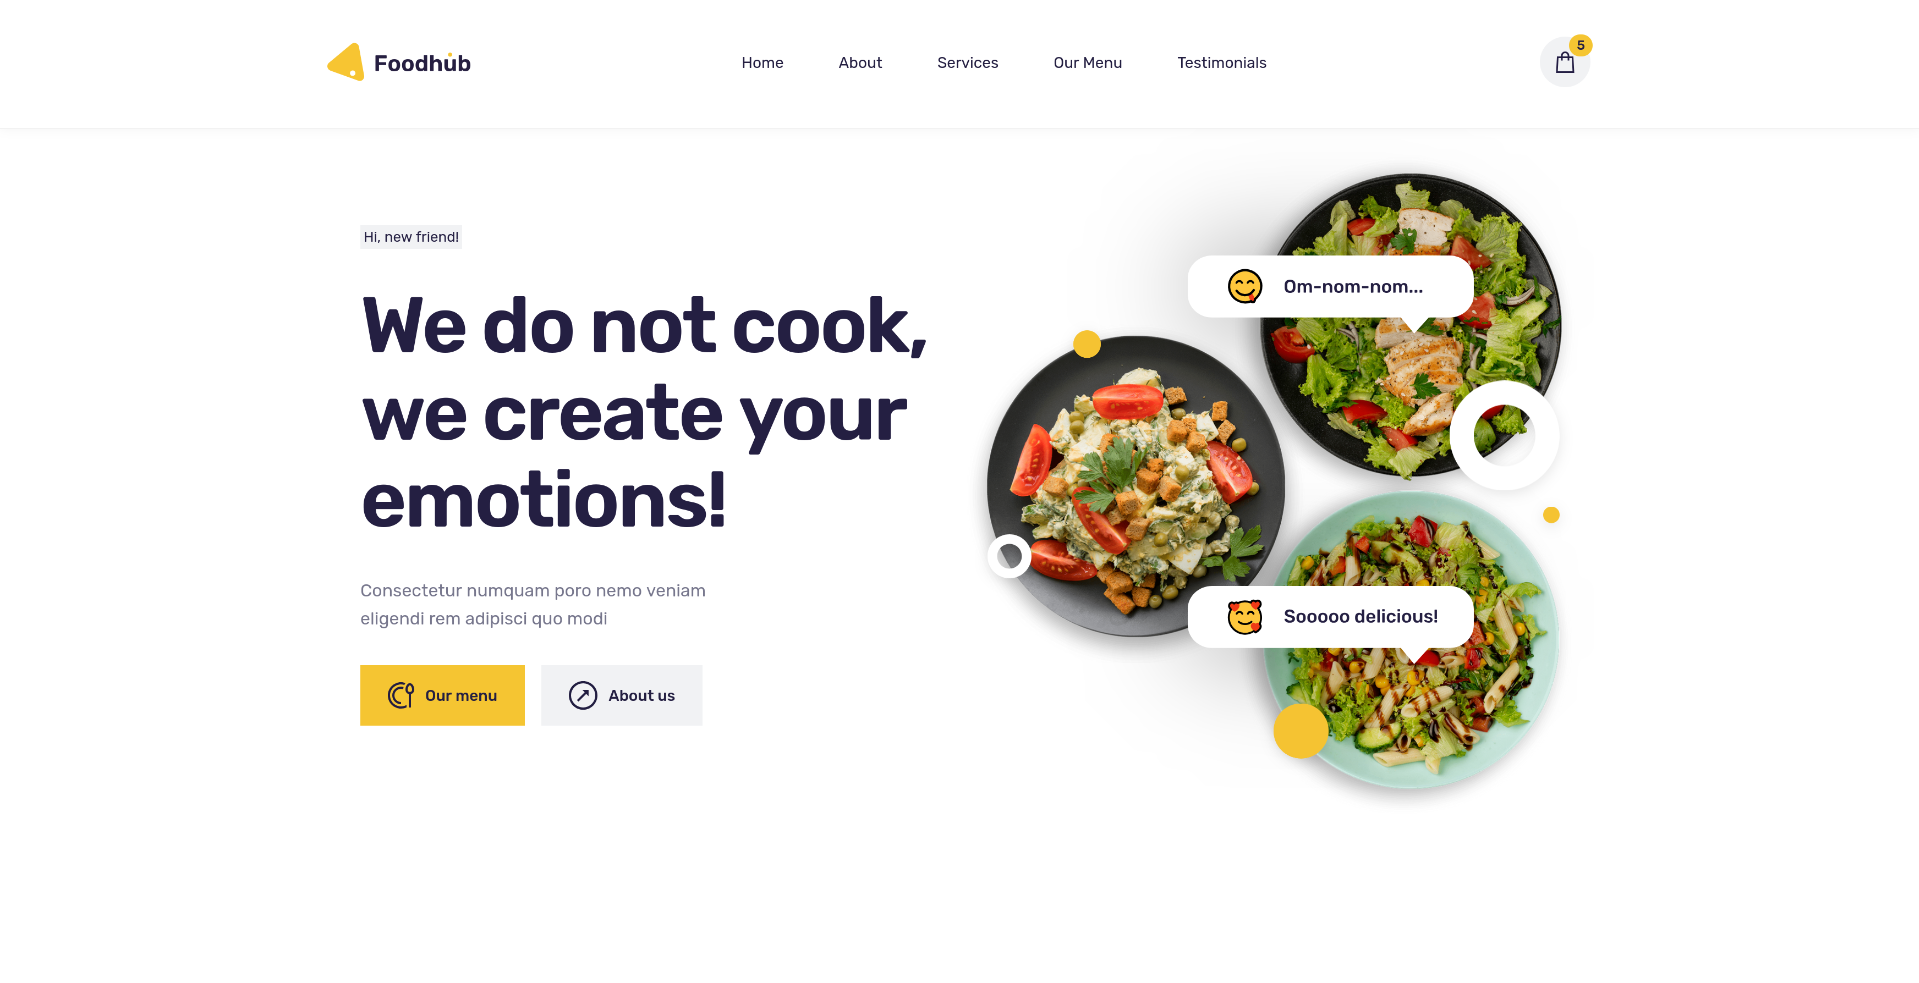 Foodhub
Home
About
Services
Our Menu
Testimonials
5
Hi, new friend!
We do not cook,
we create your
emotions!
Consectetur numquam poro nemo veniam
eligendi rem adipisci quo modi
Our menu
About us
Om-nom-nom...
Sooooo delicious!